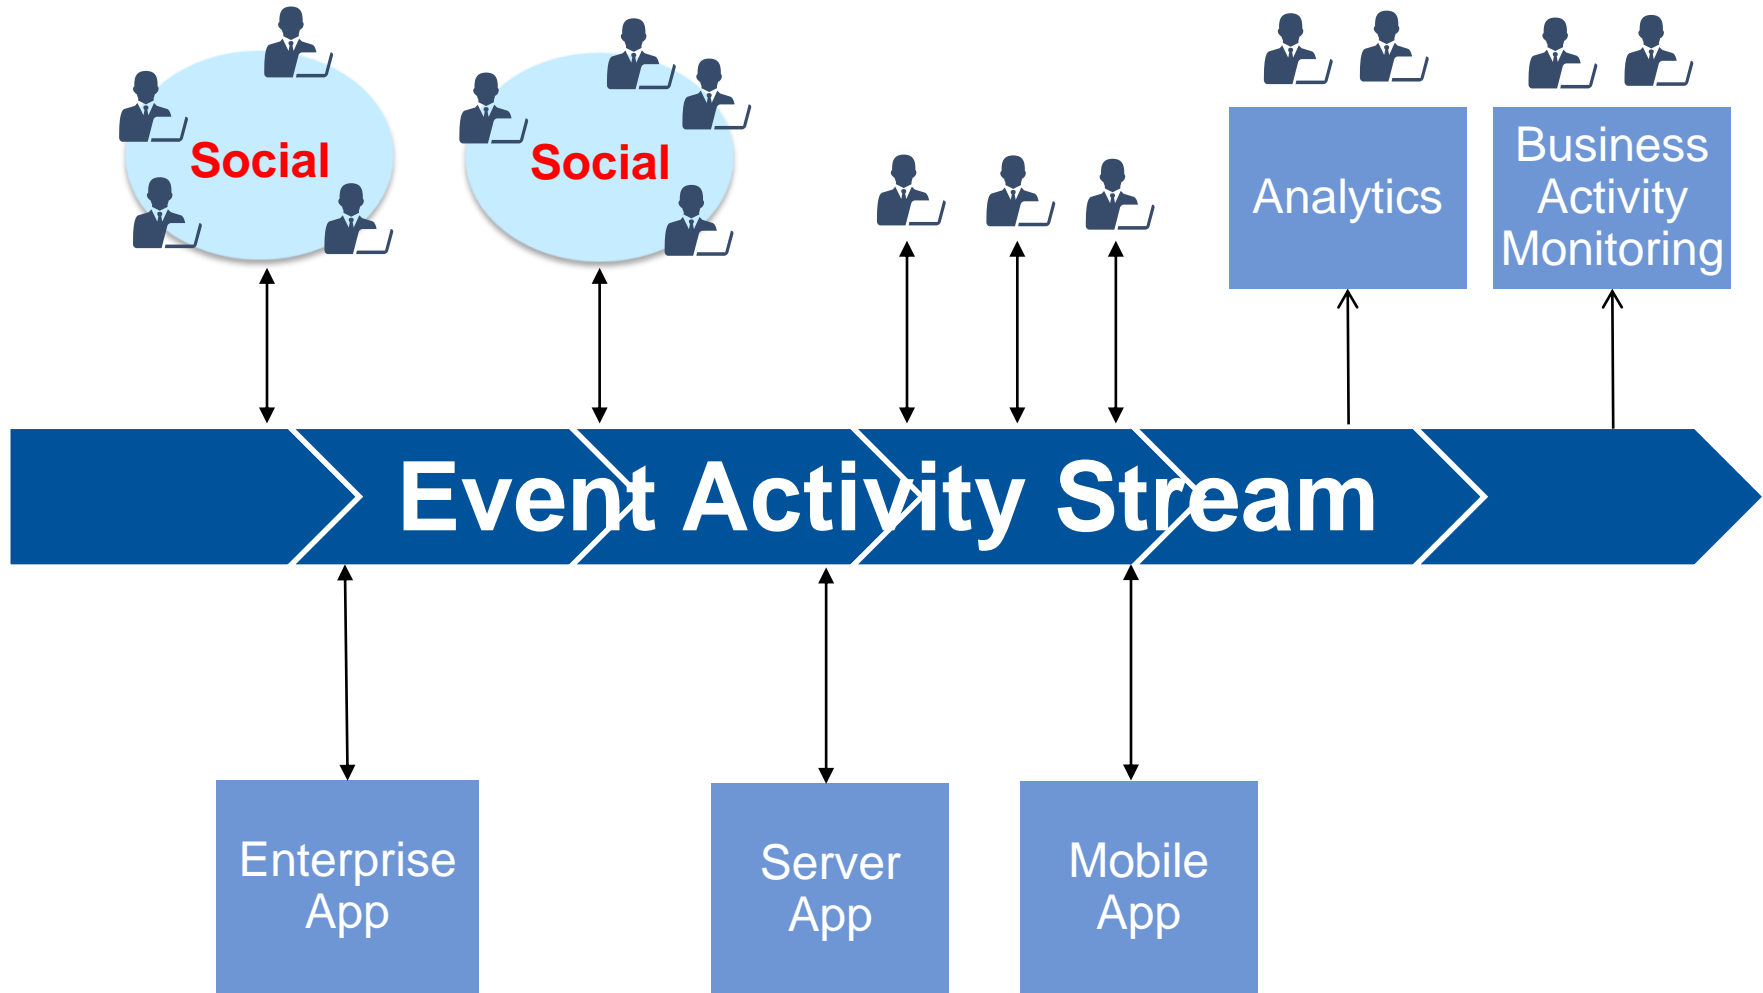 Social
Social
Analytics
Business
Activity
Monitoring
Event Activity Stream
Enterprise
App
Server
App
Mobile
App